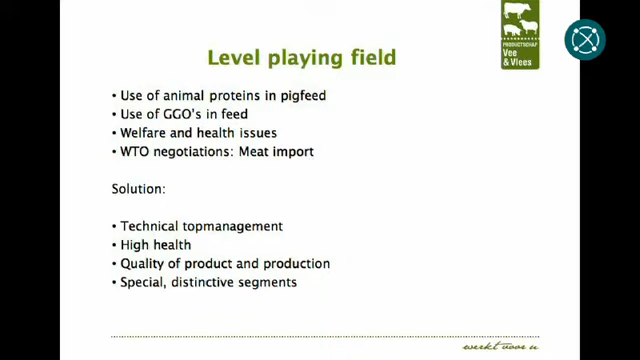 PRODUCTSCHAP
Vee
& Vlees
Level playing field
• Use of animal proteins in pigfeed
• Use of GGO's in feed
• Welfare and health issues
• WTO negotiations: Meat import
Solution:
• Technical topmanagement
• High health
• Quality of product and production
• Special, distinctive segments
werkt voor u